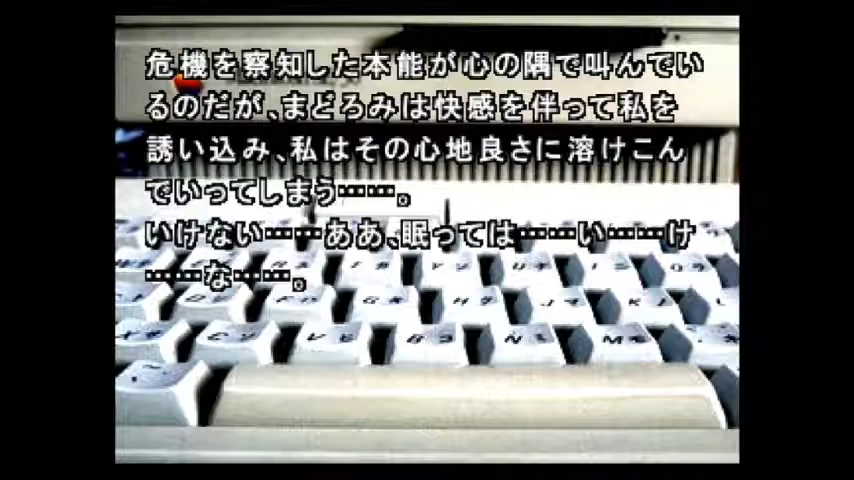 危機を察知した本能が心の隅で叫んでい
るのだが、まどろみは快感を伴って私を
誘い込み、私はその心地良さに溶けこん
でいってしまう……。
いけない……ああ、眠っては……い……け
……な……。